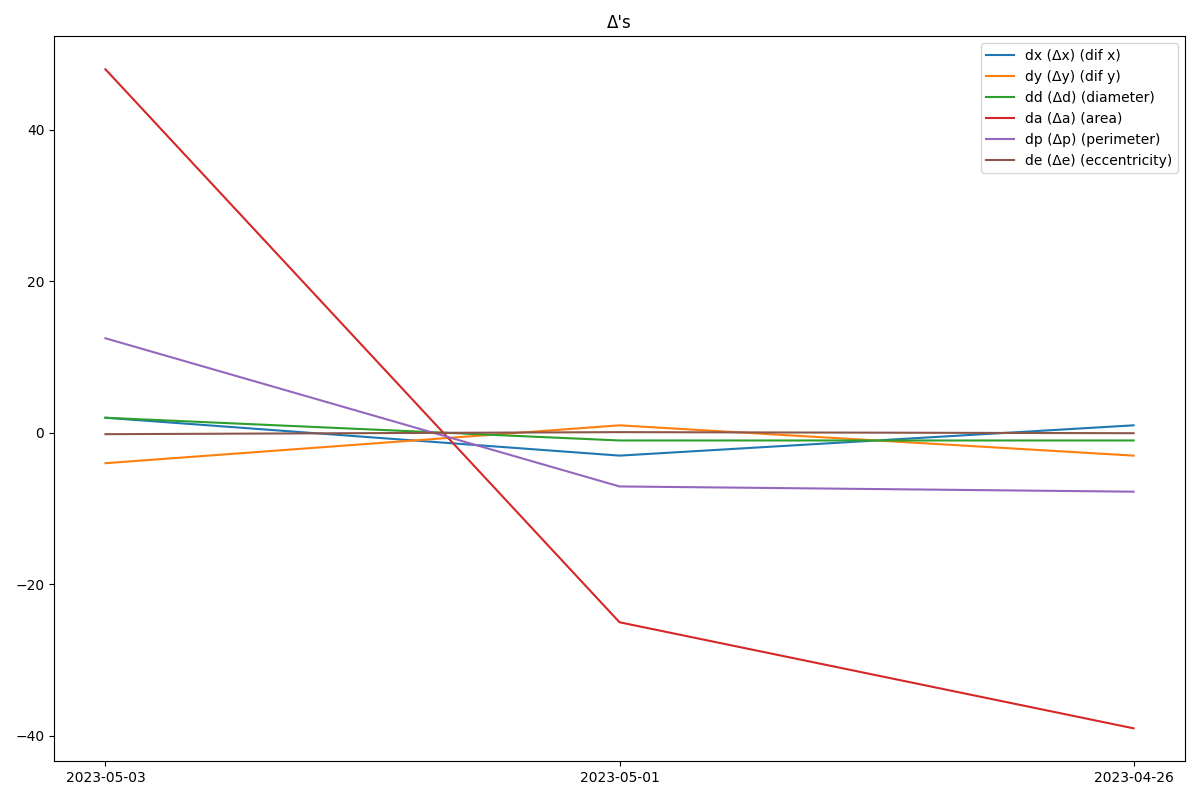 Δ's
dx (Δx) (dif x)
dy (Δy) (dif y)
dd (Δd) (diameter)
da (Δa) (area)
dp (Δp) (perimeter)
de (Δe) (eccentricity)
40
20
0
−20
−40
2023-05-03 2023-05-01 2023-04-26